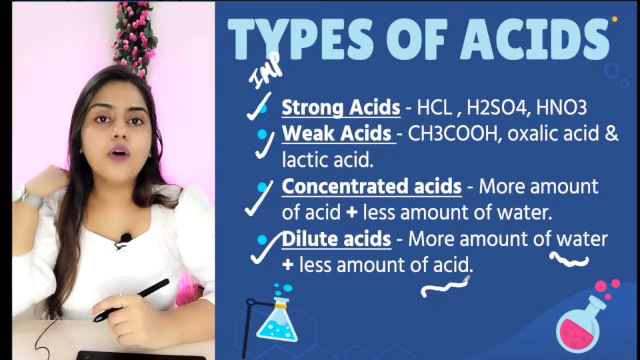 TYPES OF ACIDS
IMP
Strong Acids - HCL , H2SO4, HNO3
Weak Acids - CH3COOH, oxalic acid &
lactic acid.
Concentrated acids - More amount
of acid + less amount of water.
Dilute acids - More amount of water
+ less amount of acid.